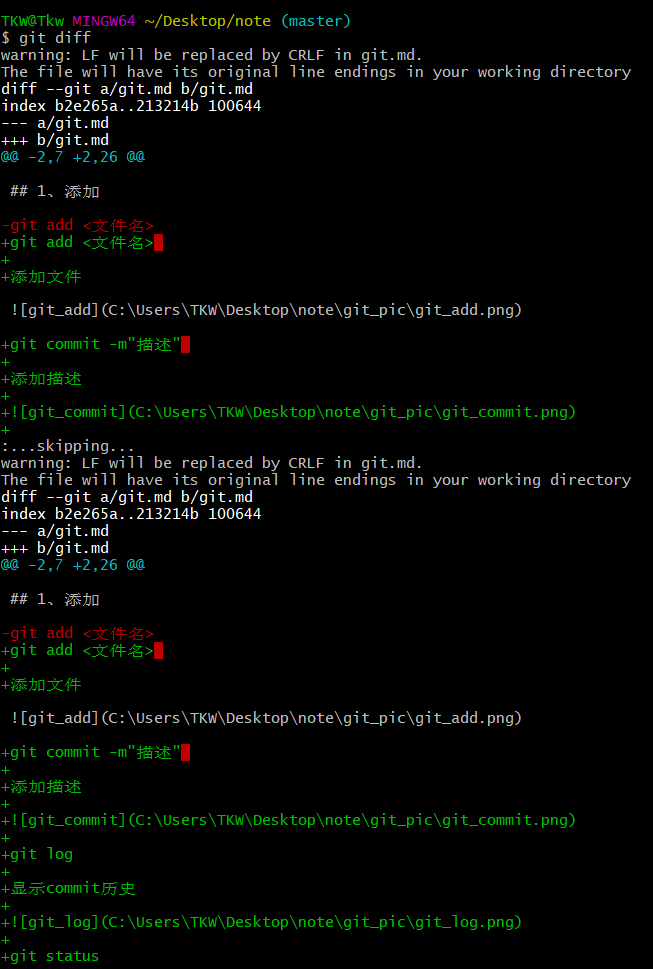 TKW@Tkw MINGW64 ~/Desktop/note (master)
$ git diff
warning: LF will be replaced by CRLF in git.md.
The file will have its original line endings in your working directory
diff --git a/git.md b/git.md
index b2e265a..213214b 100644
--- a/git.md
+++ b/git.md
@@ -2,7 +2,26 @@

 ## 1、添加

-git add <文件名>
+git add <文件名>
+
+添加文件

 ![git_add](C:\Users\TKW\Desktop\note\git_pic\git_add.png)

+git commit -m"描述"
+
+添加描述
+
+![git_commit](C:\Users\TKW\Desktop\note\git_pic\git_commit.png)
+
:...skipping...
warning: LF will be replaced by CRLF in git.md.
The file will have its original line endings in your working directory
diff --git a/git.md b/git.md
index b2e265a..213214b 100644
--- a/git.md
+++ b/git.md
@@ -2,7 +2,26 @@

 ## 1、添加

-git add <文件名>
+git add <文件名>
+
+添加文件

 ![git_add](C:\Users\TKW\Desktop\note\git_pic\git_add.png)

+git commit -m"描述"
+
+添加描述
+
+![git_commit](C:\Users\TKW\Desktop\note\git_pic\git_commit.png)
+
+git log
+
+显示commit历史
+
+![git_log](C:\Users\TKW\Desktop\note\git_pic\git_log.png)
+
+git status